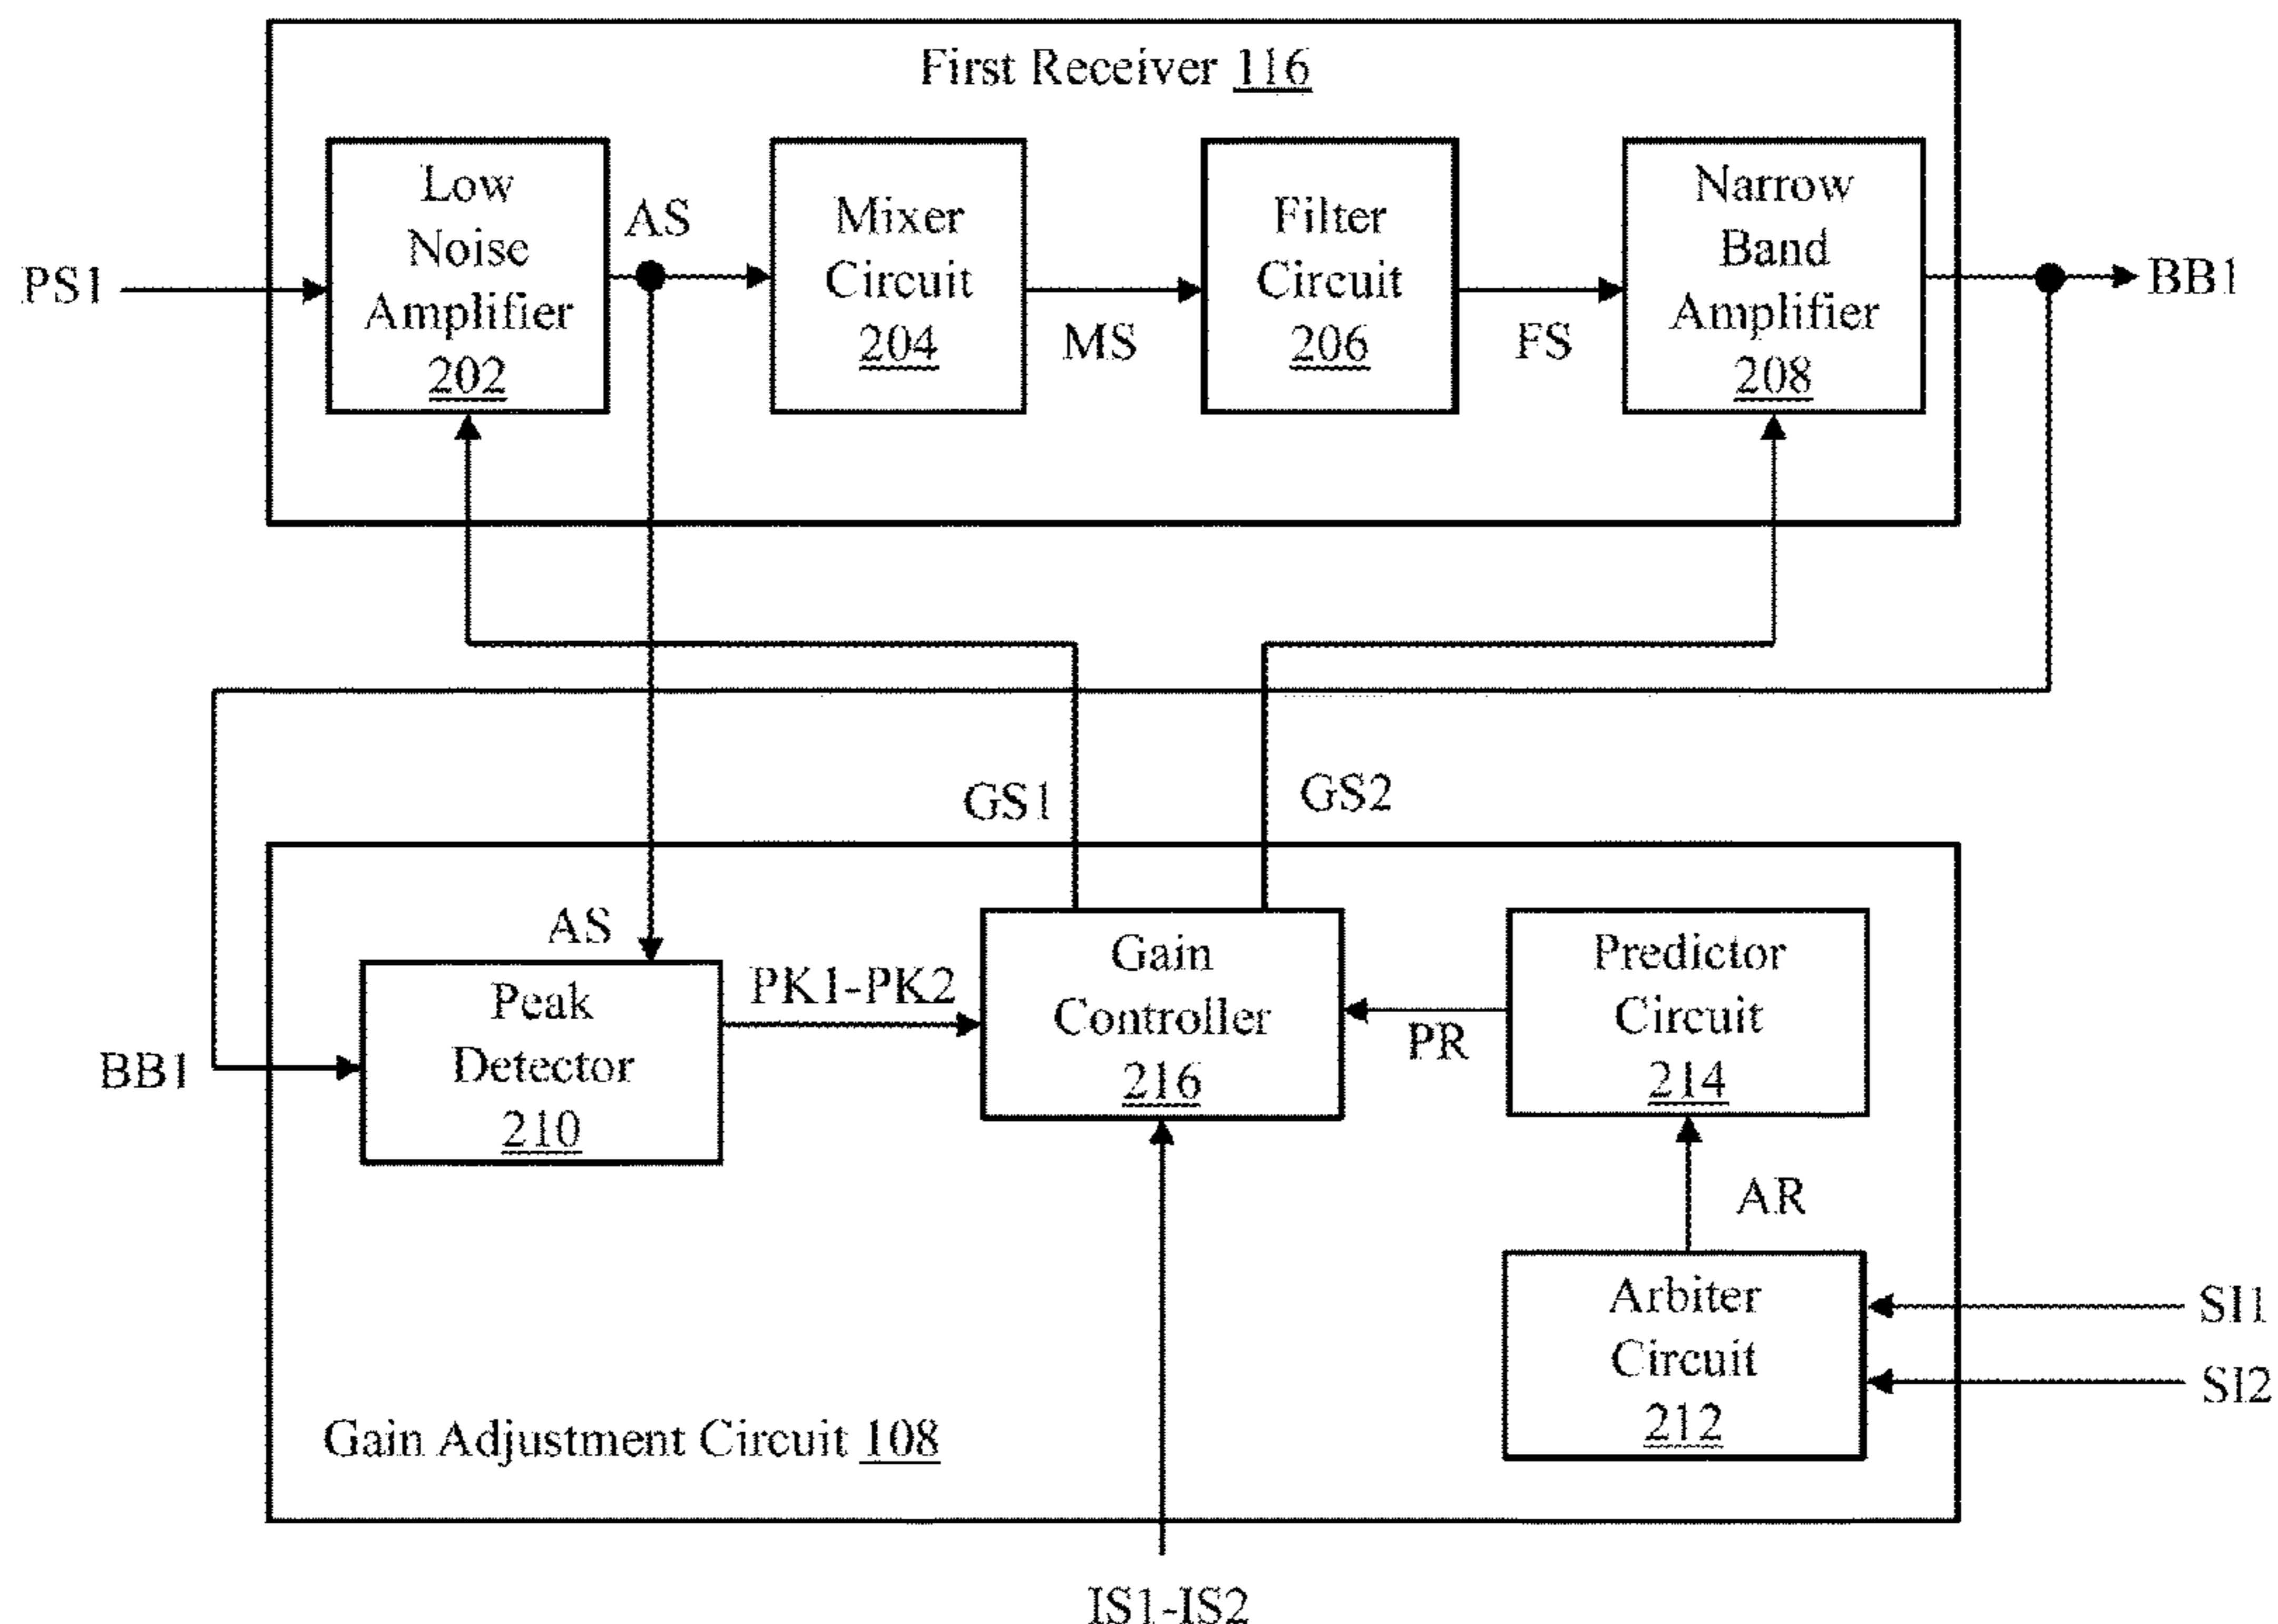 First Receiver 116
Low
Noise
Amplifier
202
AS
Mixer
Circuit
204
Filter
Circuit
206
Narrow
Band
Amplifier
208
PS1
MS
FS
BB1
GS1
GS2
AS
Peak
Detector
210
PK1-PK2
Gain
Controller
216
PR
Predictor
Circuit
214
BB1
AR
Arbiter
Circuit
212
SI1
SI2
Gain Adjustment Circuit 108
IS1-IS2